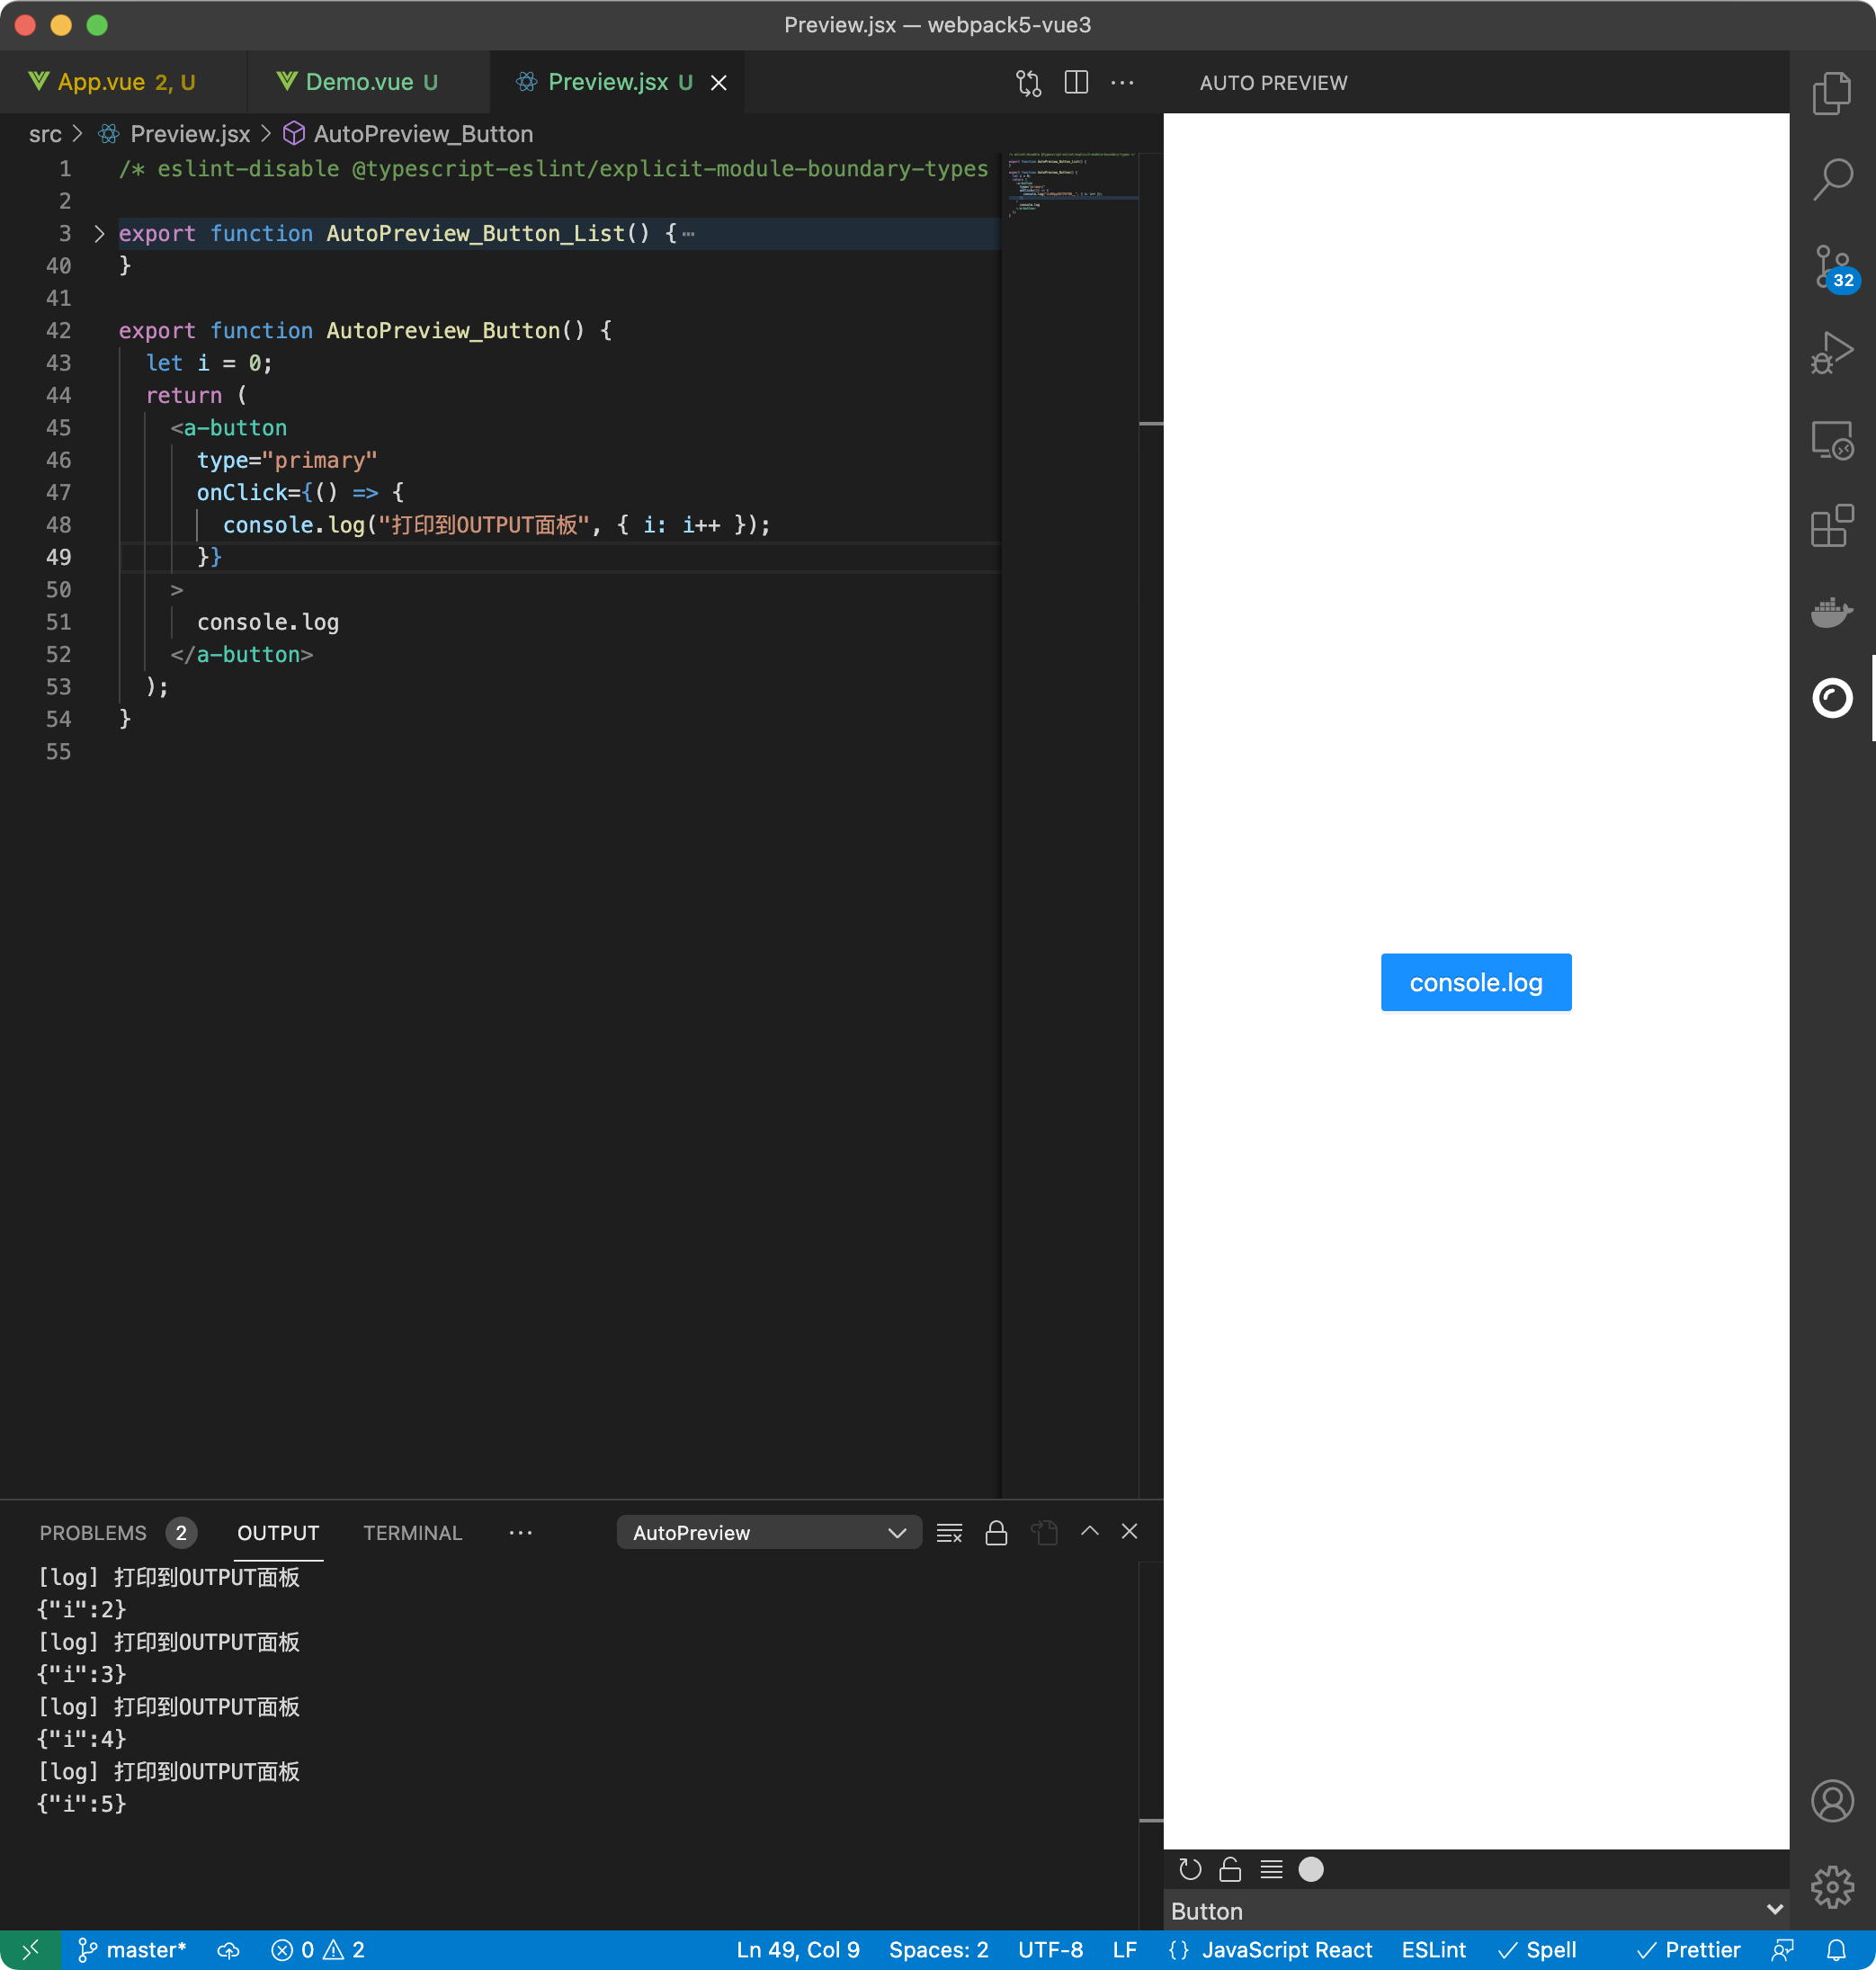 Preview.jsx — webpack5-vue3
App.vue 2, U
Demo.vue U
Preview.jsx U
AUTO PREVIEW
src > Preview.jsx > AutoPreview_Button
1 /* eslint-disable @typescript-eslint/explicit-module-boundary-types
2
3 export function AutoPreview_Button_List() {⋯
40 }
41
42 export function AutoPreview_Button() {
43 let i = 0;
44 return (
45 <a-button
46 type="primary"
47 onClick={() => {
48 console.log("打印到OUTPUT面板", { i: i++ });
49 }}
50 >
51 console.log
52 </a-button>
53 );
54 }
55
32
console.log
PROBLEMS 2 OUTPUT TERMINAL ⋯ AutoPreview
[log] 打印到OUTPUT面板
{"i":2}
[log] 打印到OUTPUT面板
{"i":3}
[log] 打印到OUTPUT面板
{"i":4}
[log] 打印到OUTPUT面板
{"i":5}
Button
master* 0 2 Ln 49, Col 9 Spaces: 2 UTF-8 LF {} JavaScript React ESLint ✓ Spell ✓ Prettier